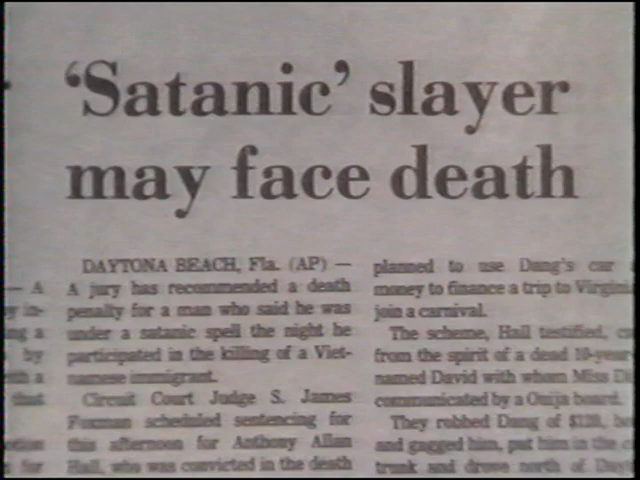 ‘Satanic’ slayer
may face death
DAYTONA BEACH, Fla. (AP) —
A jury has recommended a death
penalty for a man who said he was
under a satanic spell the night he
participated in the killing of a Viet-
namese immigrant.
Circuit Court Judge S. James
Foxman scheduled sentencing for
this afternoon for Anthony Allan
Hall, who was convicted in the death
planned to use Dang's car
money to finance a trip to Virginia
join a carnival.
The scheme, Hall testified,
from the spirit of a dead 10-year
named David with whom Miss
communicated by a Ouija board.
They robbed Dang of
and gagged him, put him in the
trunk and drove north of
— A
by